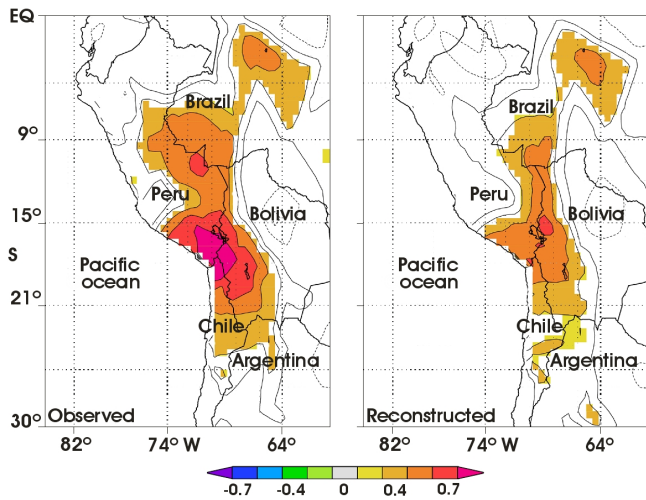 EQ
Brazil
Brazil
9°
Peru
Bolivia
Peru
Bolivia
15°
S
Pacific
ocean
Pacific
ocean
21°
Chile
Argentina
Chile
Argentina
30°
Observed
Reconstructed
82° 74° W 64°
82° 74° W 64°
-0.7 -0.4 0 0.4 0.7